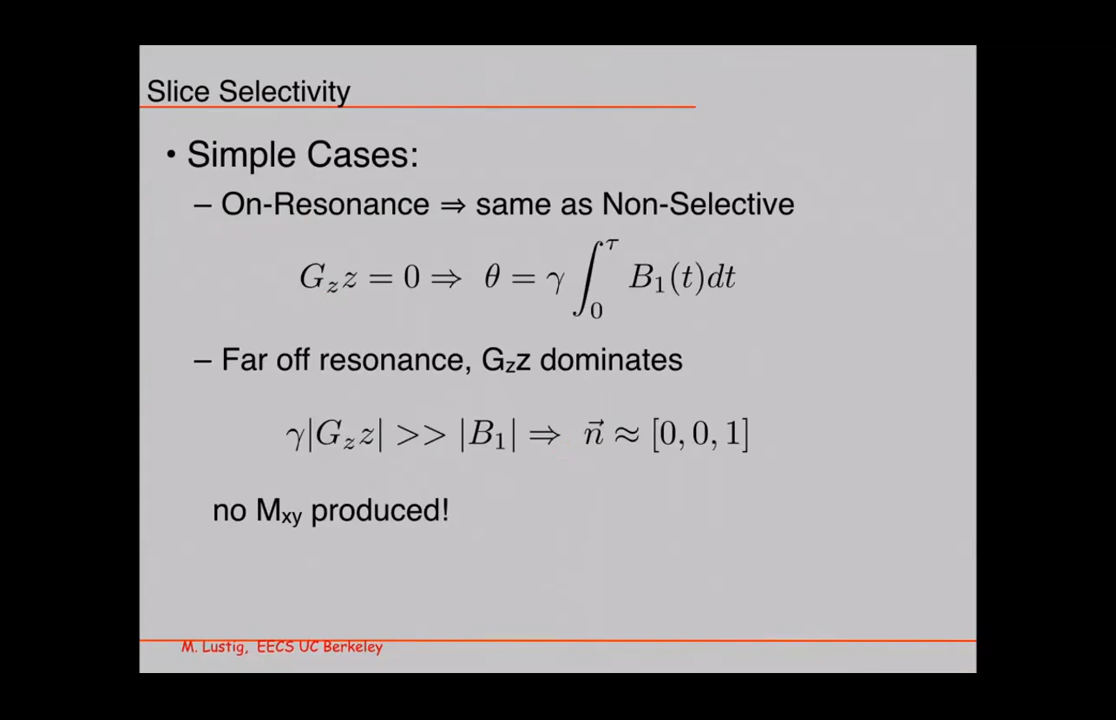 Slice Selectivity
• Simple Cases:
– On-Resonance ⇒ same as Non-Selective
G_z z = 0 ⇒ θ = γ ∫_0^τ B_1(t)dt
– Far off resonance, G_z z dominates
γ|G_z z| >> |B_1| ⇒ n⃗ ≈ [0, 0, 1]
no M_xy produced!
M. Lustig, EECS UC Berkeley